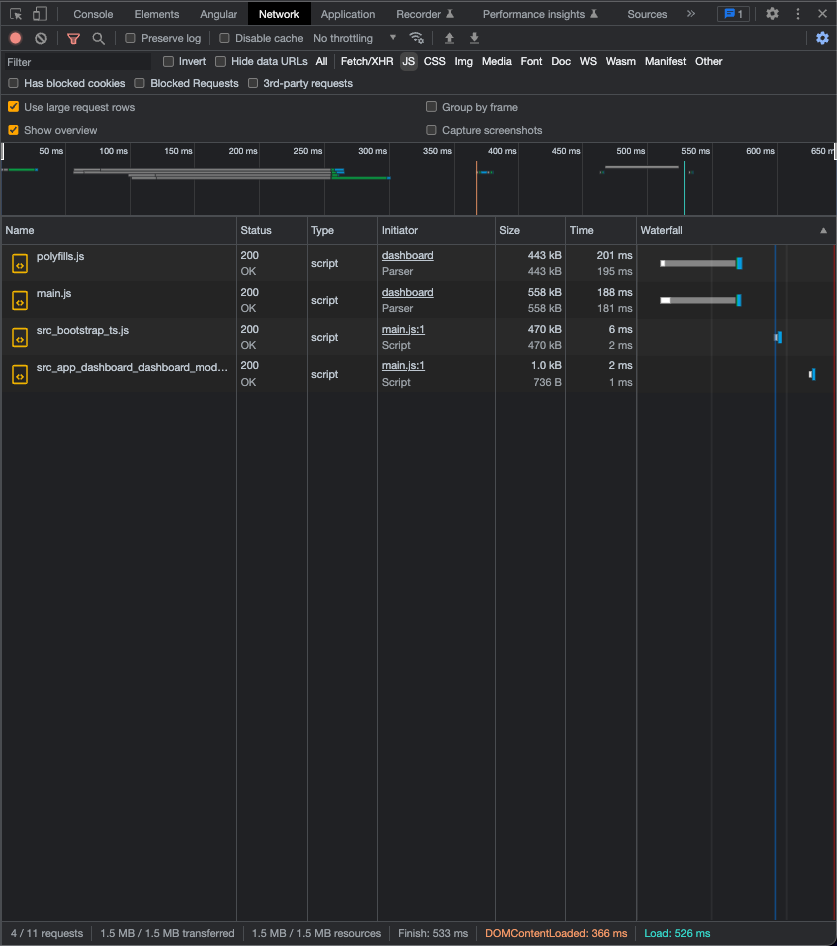 Console Elements Angular Network Application Recorder Performance insights Sources » 1
Preserve log Disable cache No throttling
Filter Invert Hide data URLs All Fetch/XHR JS CSS Img Media Font Doc WS Wasm Manifest Other
Has blocked cookies Blocked Requests 3rd-party requests
Use large request rows Group by frame
Show overview Capture screenshots
50 ms 100 ms 150 ms 200 ms 250 ms 300 ms 350 ms 400 ms 450 ms 500 ms 550 ms 600 ms 650 m
Name Status Type Initiator Size Time Waterfall
polyfills.js 200 OK script dashboard Parser 443 kB 443 kB 201 ms 195 ms
main.js 200 OK script dashboard Parser 558 kB 558 kB 188 ms 181 ms
src_bootstrap_ts.js 200 OK script main.js:1 Script 470 kB 470 kB 6 ms 2 ms
src_app_dashboard_dashboard_mod... 200 OK script main.js:1 Script 1.0 kB 736 B 2 ms 1 ms
4 / 11 requests 1.5 MB / 1.5 MB transferred 1.5 MB / 1.5 MB resources Finish: 533 ms DOMContentLoaded: 366 ms Load: 526 ms